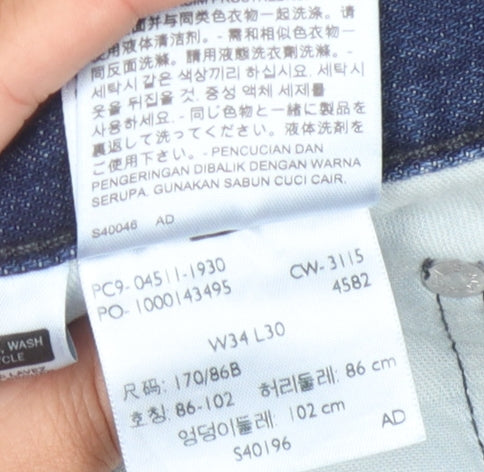 面并与同类色衣物一起洗涤。请
使用液体清洁剂。- 需和相似色衣物一
同反面洗滌。請用液態洗衣劑洗滌。-
세탁시 같은 색상끼리 하십시요. 세탁시
옷을 뒤집을 것. 중성 액체 세제를
사용하세요. - 同じ色物と一緒に製品を
裏返して洗ってください。液体洗剤を
ご使用下さい。- PENCUCIAN DAN
PENGERINGAN DIBALIK DENGAN WARNA
SERUPA. GUNAKAN SABUN CUCI CAIR.
S40046 AD
PC9- 04511-1930 CW- 3115
PO- 1000143495 4582
W34 L30
尺码: 170/86B
호칭: 86-102 허리둘레: 86 cm
엉덩이둘레: 102 cm
S40196 AD
WASH
CLE